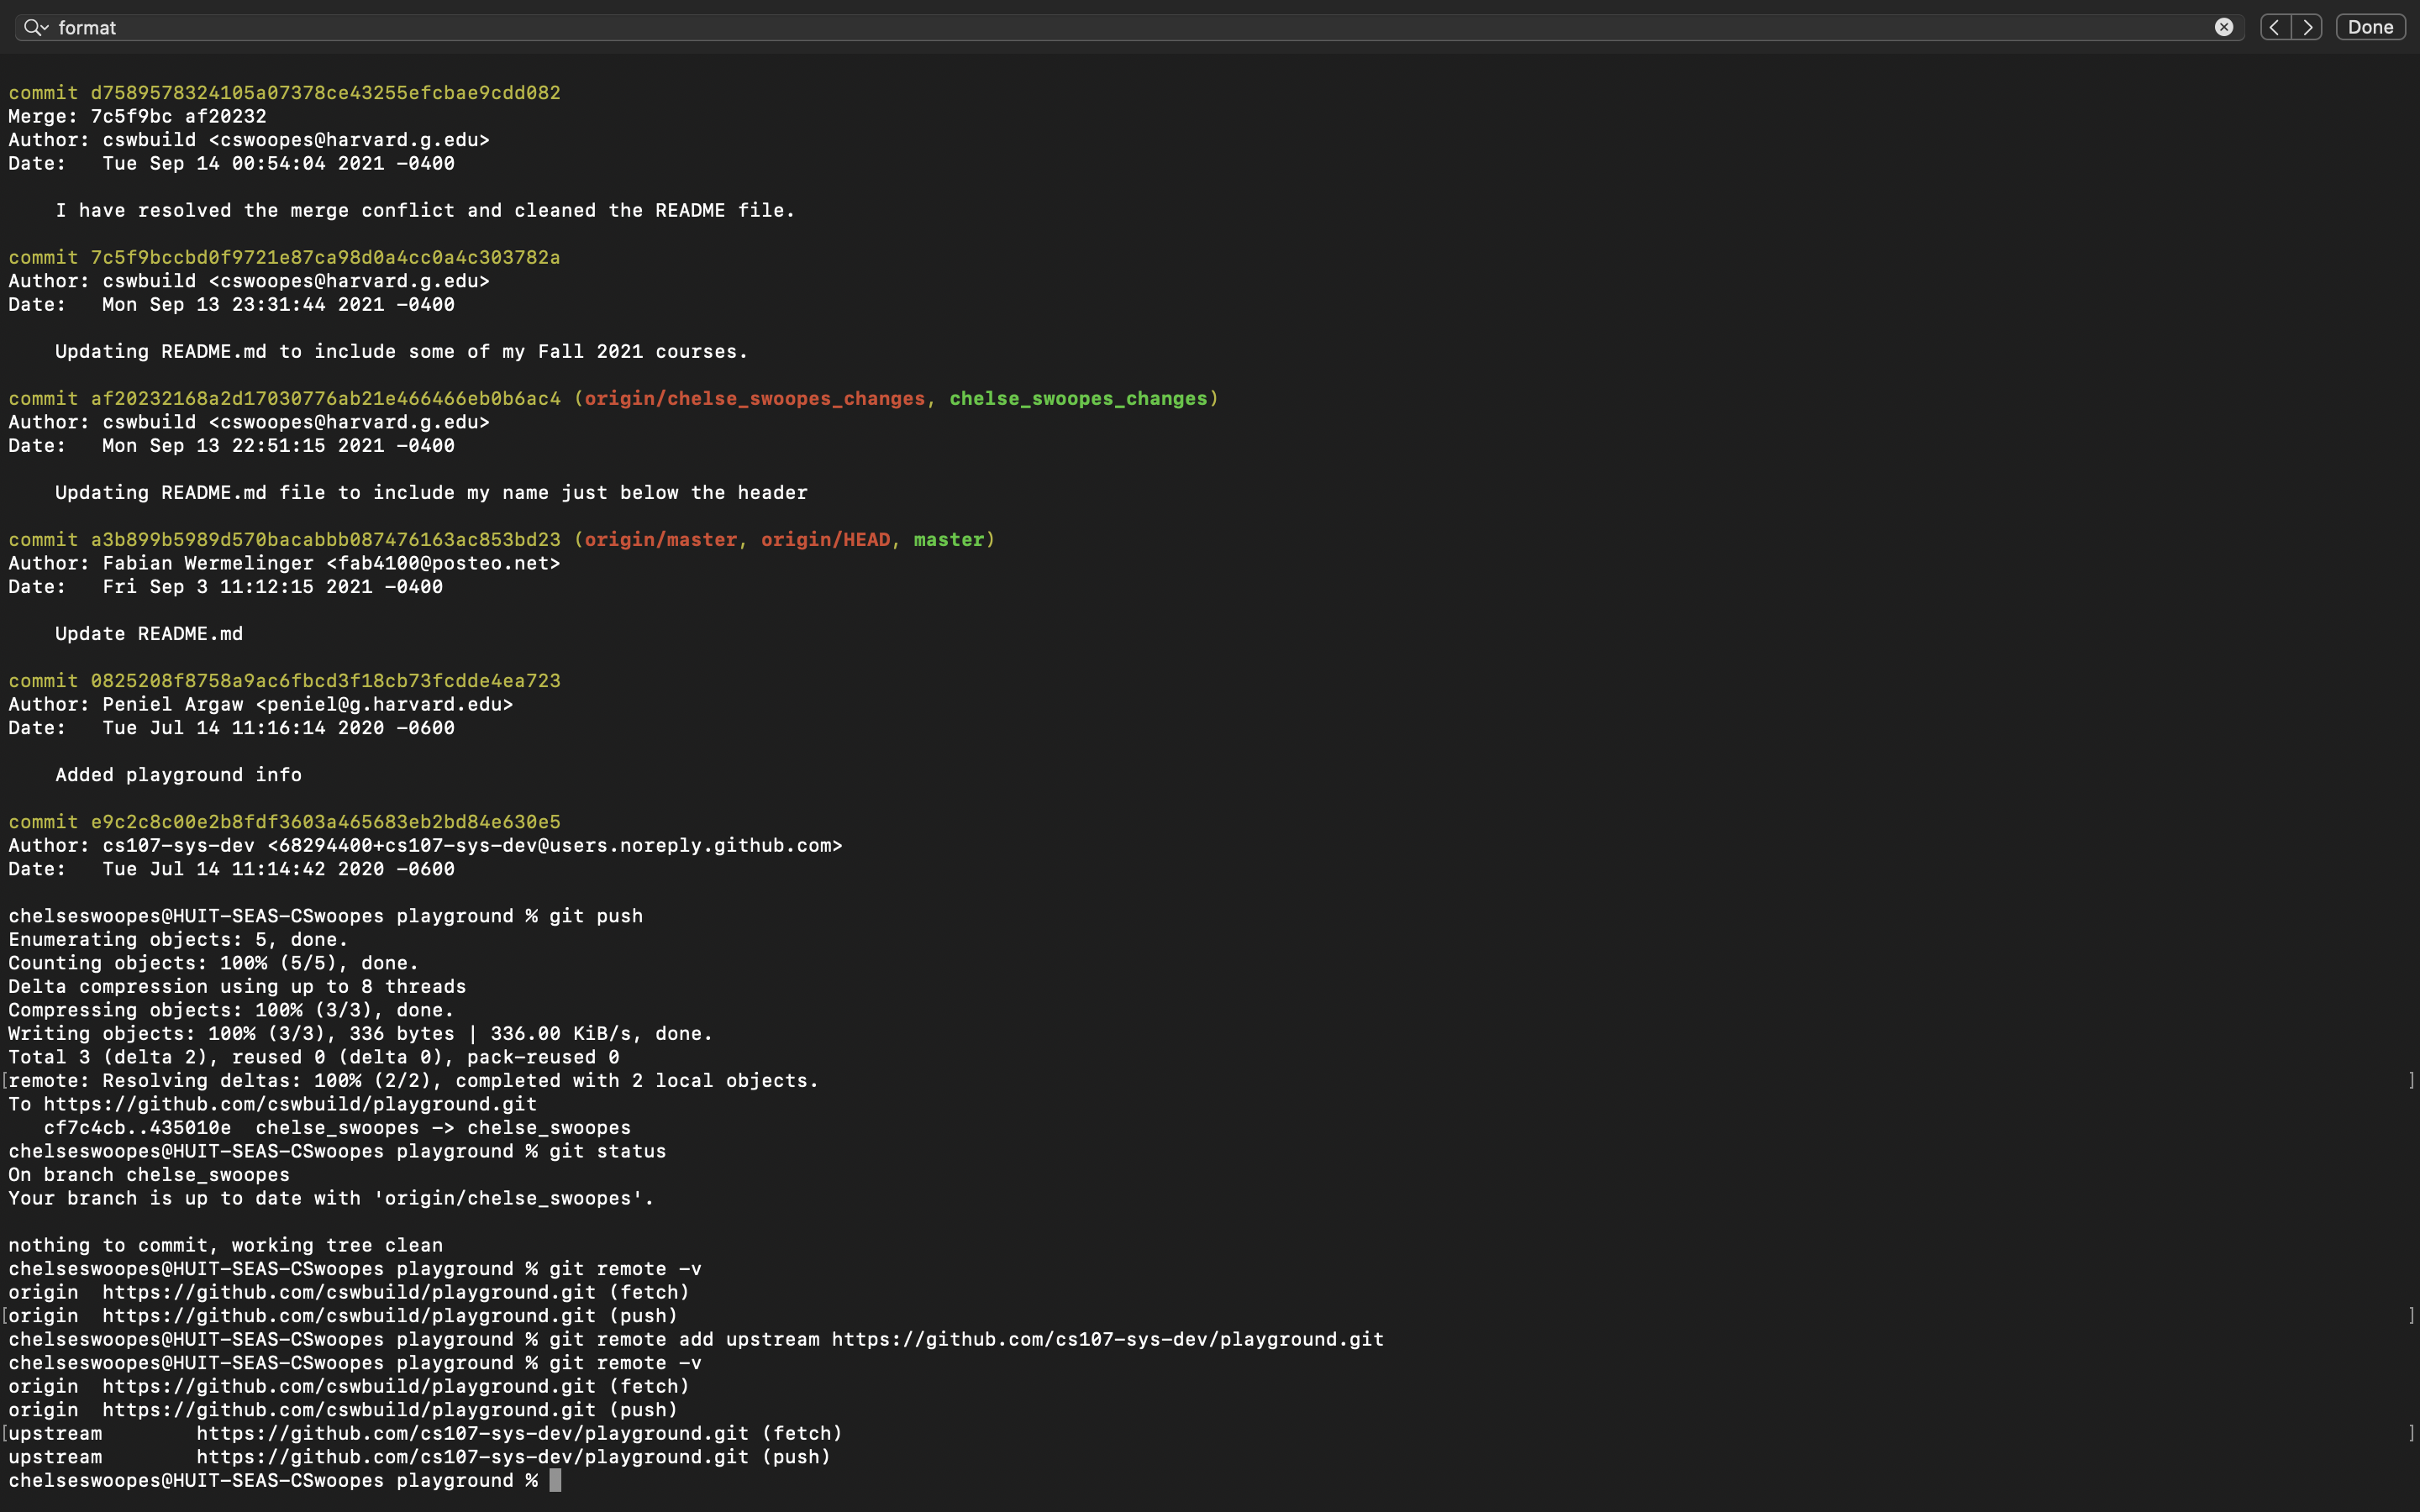 format
Done
commit d7589578324105a07378ce43255efcbae9cdd082
Merge: 7c5f9bc af20232
Author: cswbuild <cswoopes@harvard.g.edu>
Date:   Tue Sep 14 00:54:04 2021 -0400
    I have resolved the merge conflict and cleaned the README file.
commit 7c5f9bccbd0f9721e87ca98d0a4cc0a4c303782a
Author: cswbuild <cswoopes@harvard.g.edu>
Date:   Mon Sep 13 23:31:44 2021 -0400
    Updating README.md to include some of my Fall 2021 courses.
commit af20232168a2d17030776ab21e466466eb0b6ac4 (origin/chelse_swoopes_changes, chelse_swoopes_changes)
Author: cswbuild <cswoopes@harvard.g.edu>
Date:   Mon Sep 13 22:51:15 2021 -0400
    Updating README.md file to include my name just below the header
commit a3b899b5989d570bacabbb087476163ac853bd23 (origin/master, origin/HEAD, master)
Author: Fabian Wermelinger <fab4100@posteo.net>
Date:   Fri Sep 3 11:12:15 2021 -0400
    Update README.md
commit 0825208f8758a9ac6fbcd3f18cb73fcdde4ea723
Author: Peniel Argaw <peniel@g.harvard.edu>
Date:   Tue Jul 14 11:16:14 2020 -0600
    Added playground info
commit e9c2c8c00e2b8fdf3603a465683eb2bd84e630e5
Author: cs107-sys-dev <68294400+cs107-sys-dev@users.noreply.github.com>
Date:   Tue Jul 14 11:14:42 2020 -0600
chelseswoopes@HUIT-SEAS-CSwoopes playground % git push
Enumerating objects: 5, done.
Counting objects: 100% (5/5), done.
Delta compression using up to 8 threads
Compressing objects: 100% (3/3), done.
Writing objects: 100% (3/3), 336 bytes | 336.00 KiB/s, done.
Total 3 (delta 2), reused 0 (delta 0), pack-reused 0
[remote: Resolving deltas: 100% (2/2), completed with 2 local objects. ]
To https://github.com/cswbuild/playground.git
   cf7c4cb..435010e  chelse_swoopes -> chelse_swoopes
chelseswoopes@HUIT-SEAS-CSwoopes playground % git status
On branch chelse_swoopes
Your branch is up to date with 'origin/chelse_swoopes'.
nothing to commit, working tree clean
chelseswoopes@HUIT-SEAS-CSwoopes playground % git remote -v
origin  https://github.com/cswbuild/playground.git (fetch)
[origin  https://github.com/cswbuild/playground.git (push) ]
chelseswoopes@HUIT-SEAS-CSwoopes playground % git remote add upstream https://github.com/cs107-sys-dev/playground.git
chelseswoopes@HUIT-SEAS-CSwoopes playground % git remote -v
origin  https://github.com/cswbuild/playground.git (fetch)
origin  https://github.com/cswbuild/playground.git (push)
[upstream        https://github.com/cs107-sys-dev/playground.git (fetch) ]
upstream        https://github.com/cs107-sys-dev/playground.git (push)
chelseswoopes@HUIT-SEAS-CSwoopes playground %